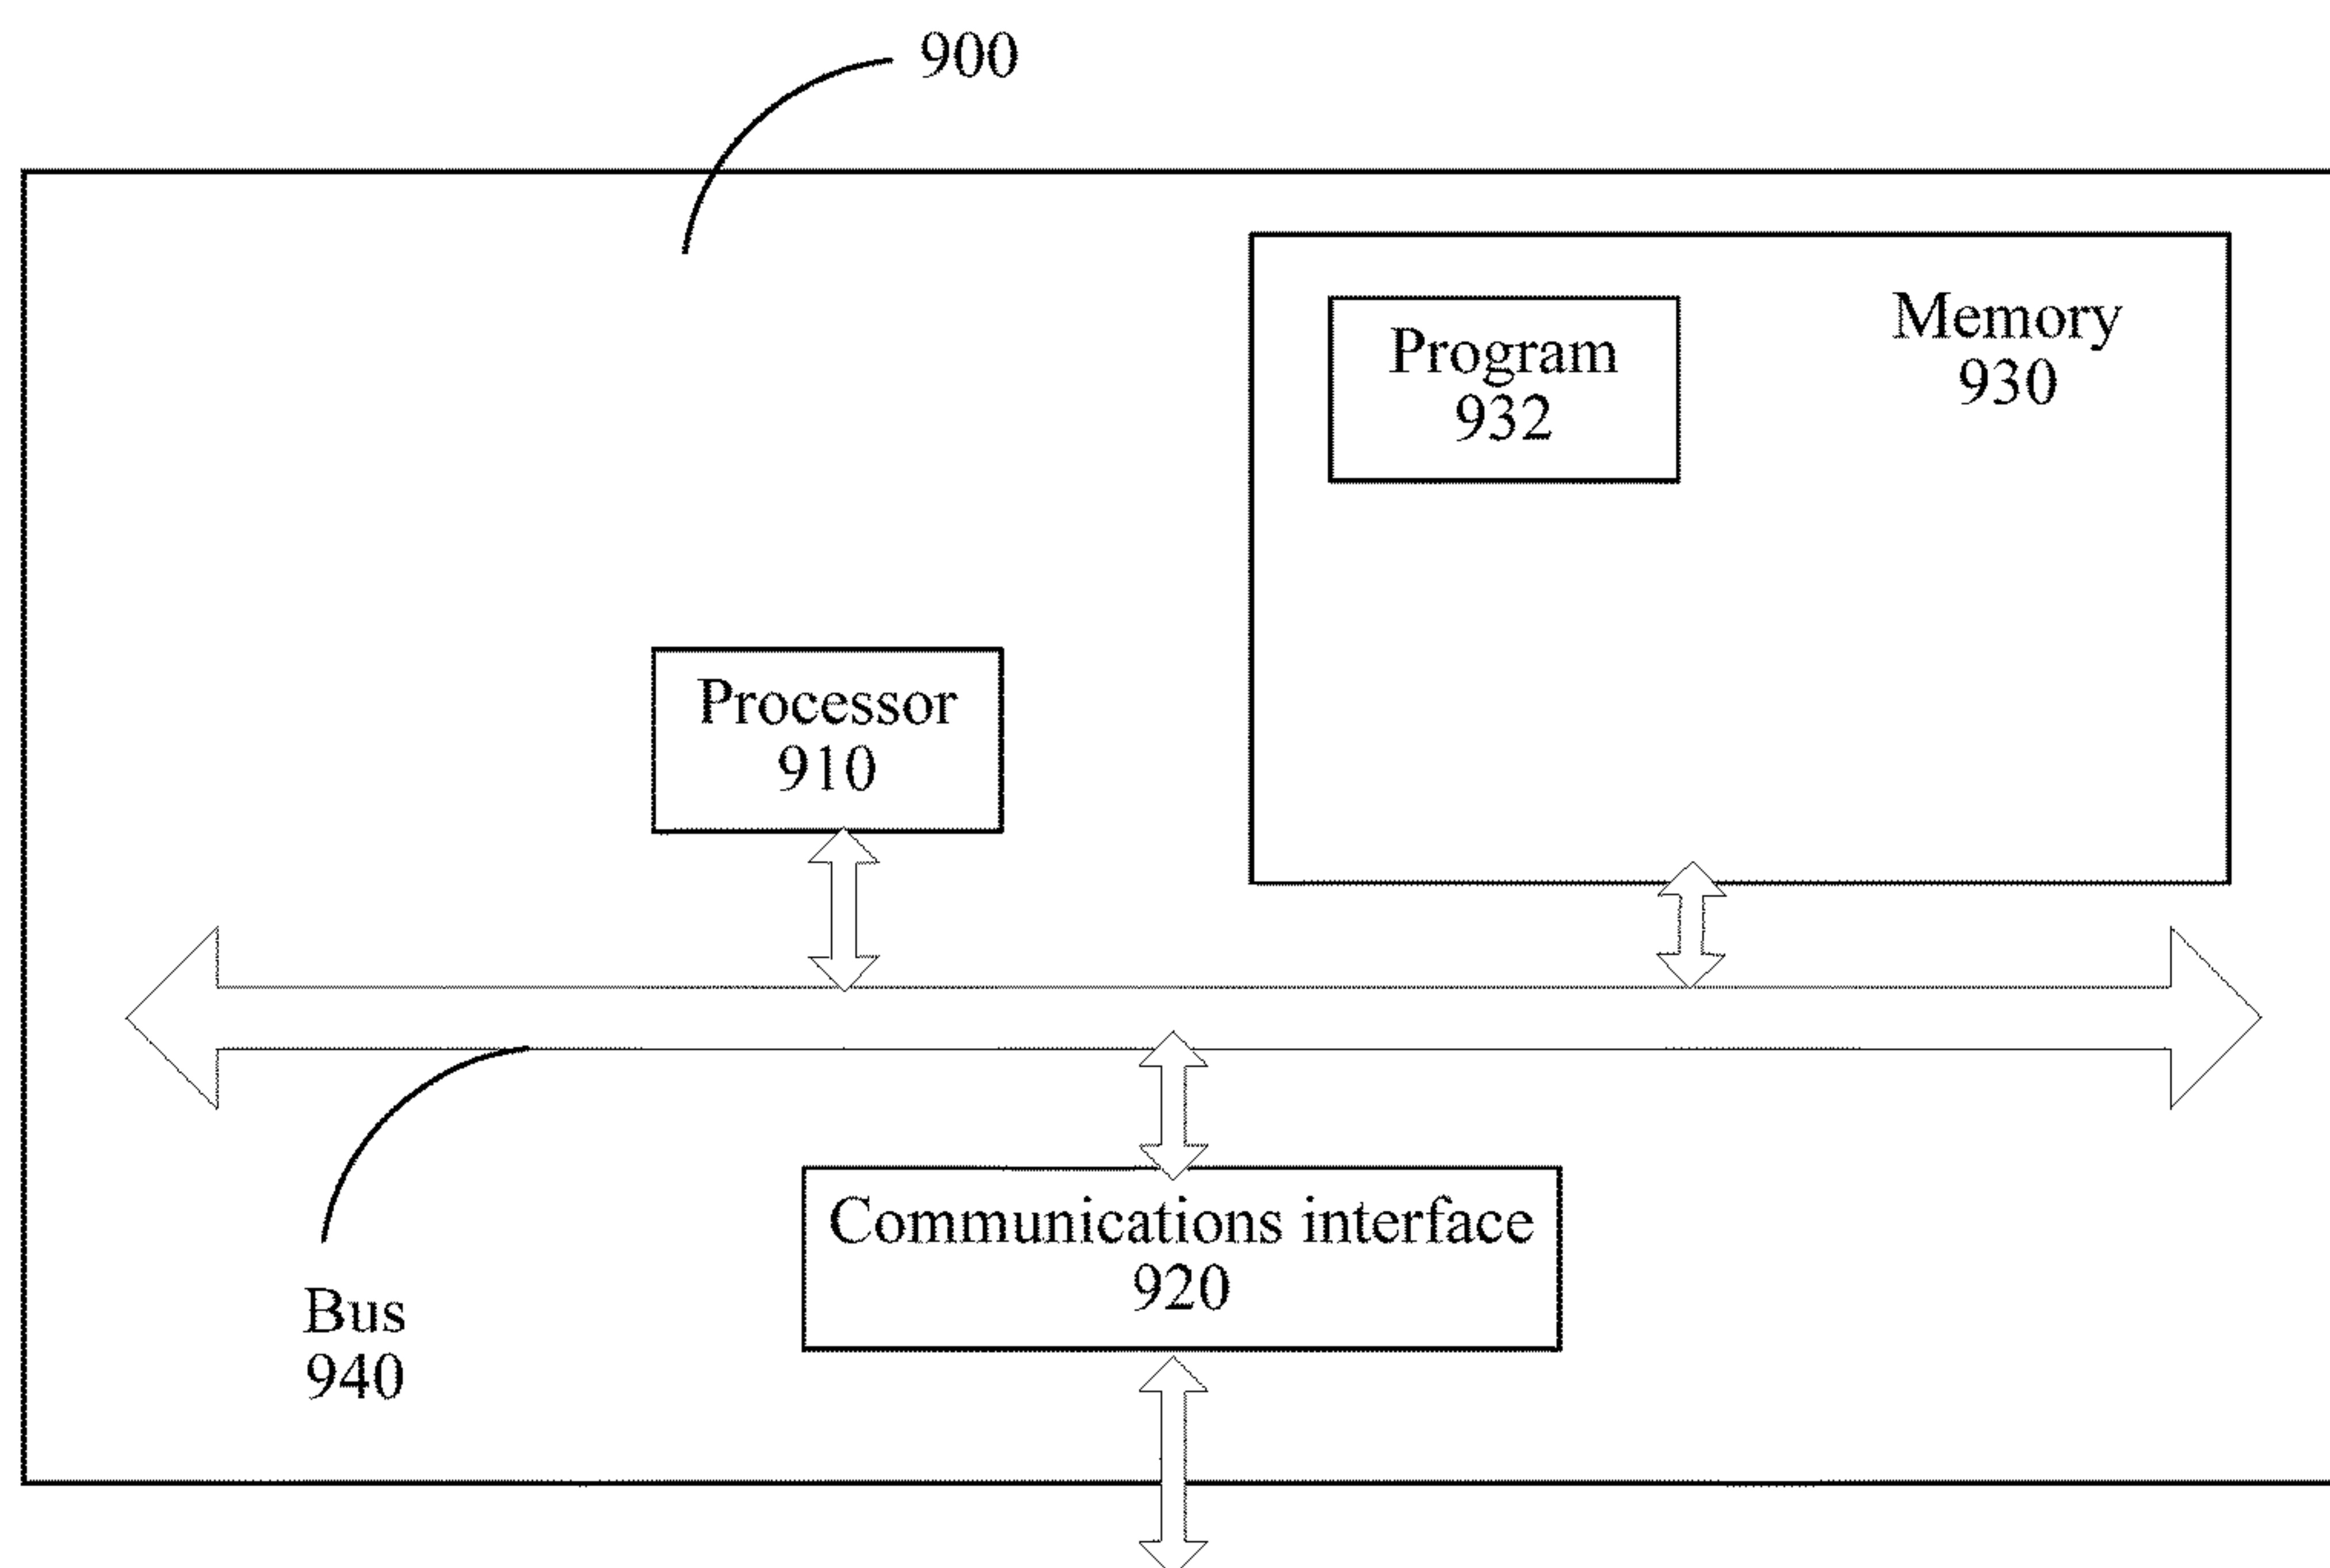 900
Program
932
Memory
930
Processor
910
Communications interface
920
Bus
940